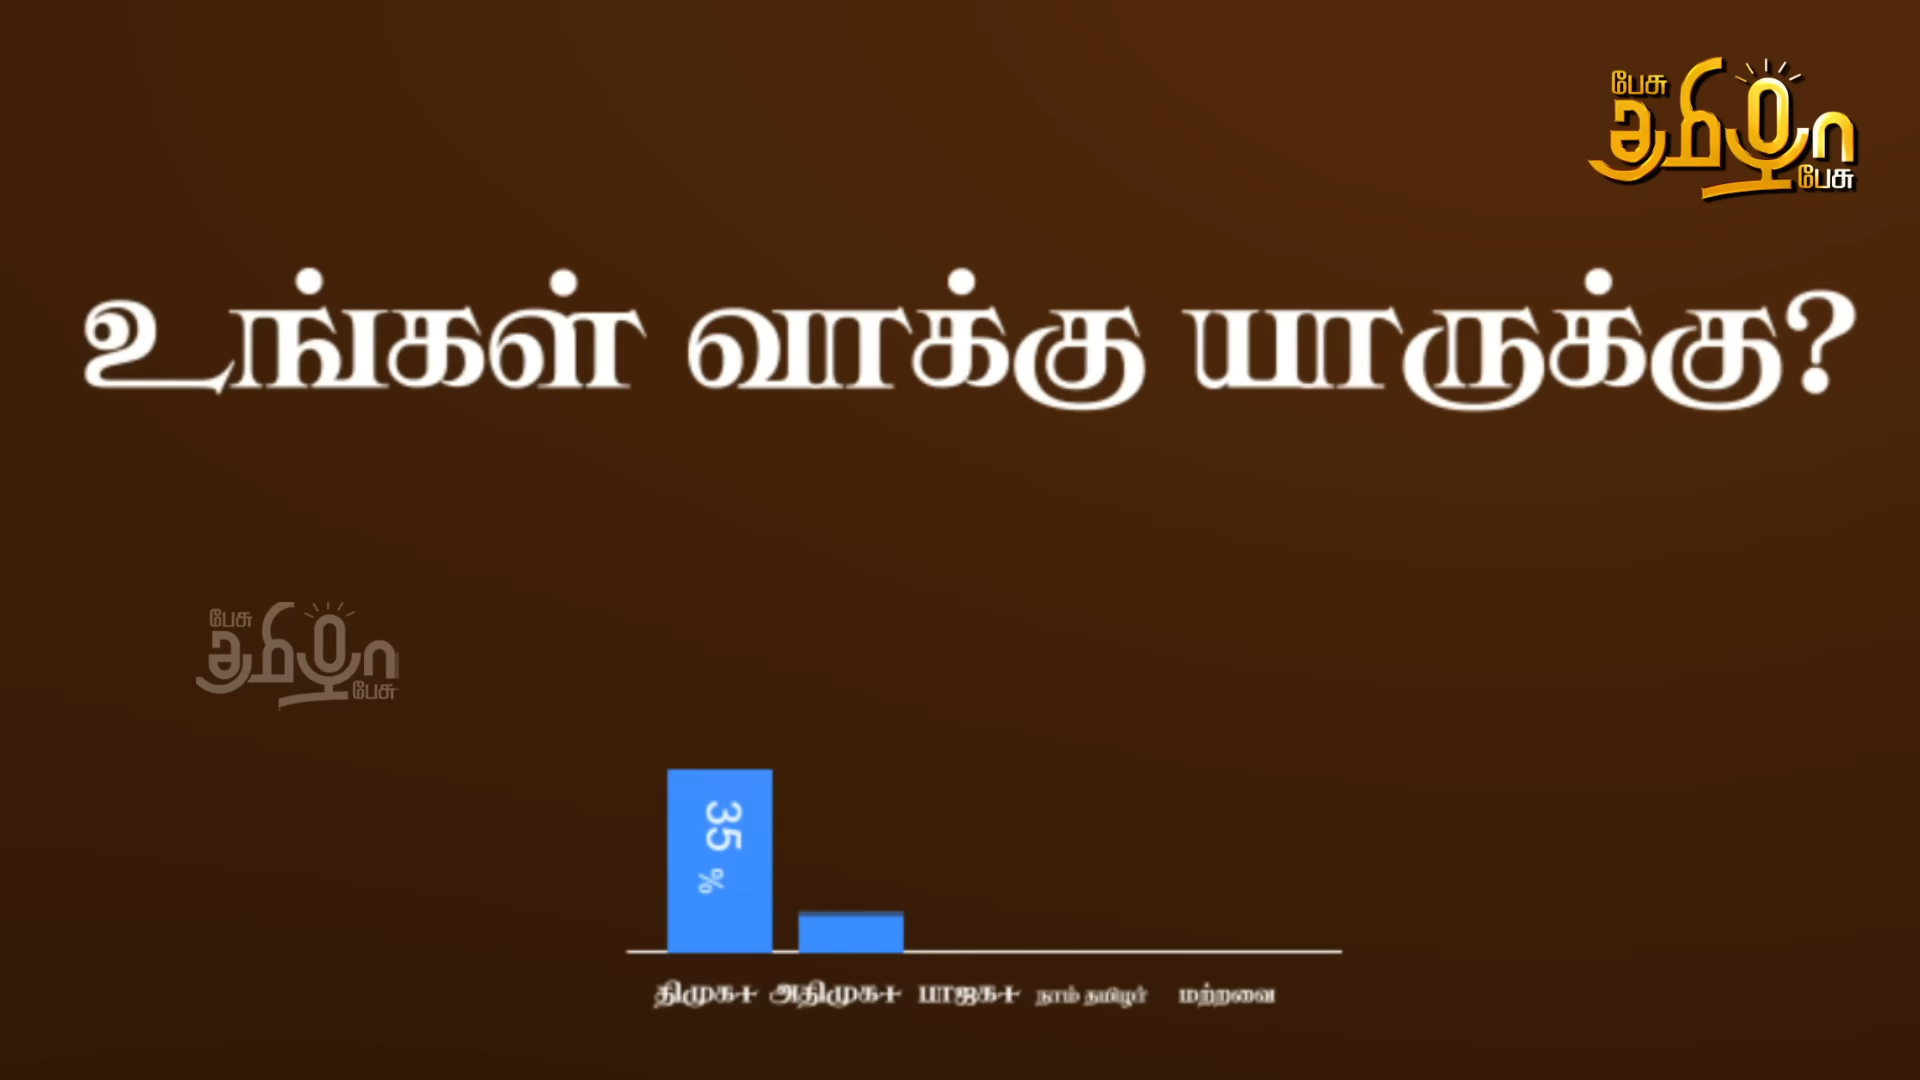 பேசு
தமிழா
பேசு
உங்கள் வாக்கு யாருக்கு?
பேசு
தமிழா
பேசு
35 %
திமுக+ அதிமுக+ பாஜக+ நாம் தமிழர் மற்றவை